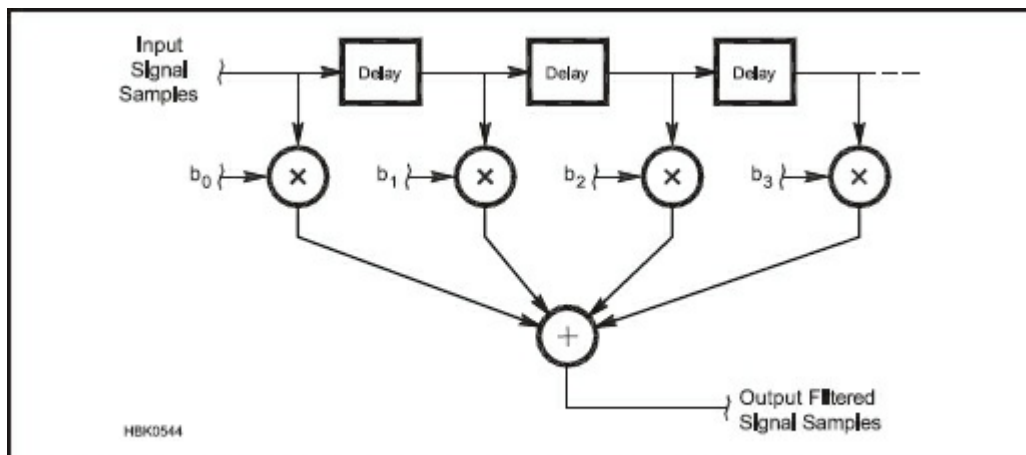 Input
Signal
Samples
Delay
Delay
Delay
b0
×
b1
×
b2
×
b3
×
+
Output Filtered
Signal Samples
HBK0544